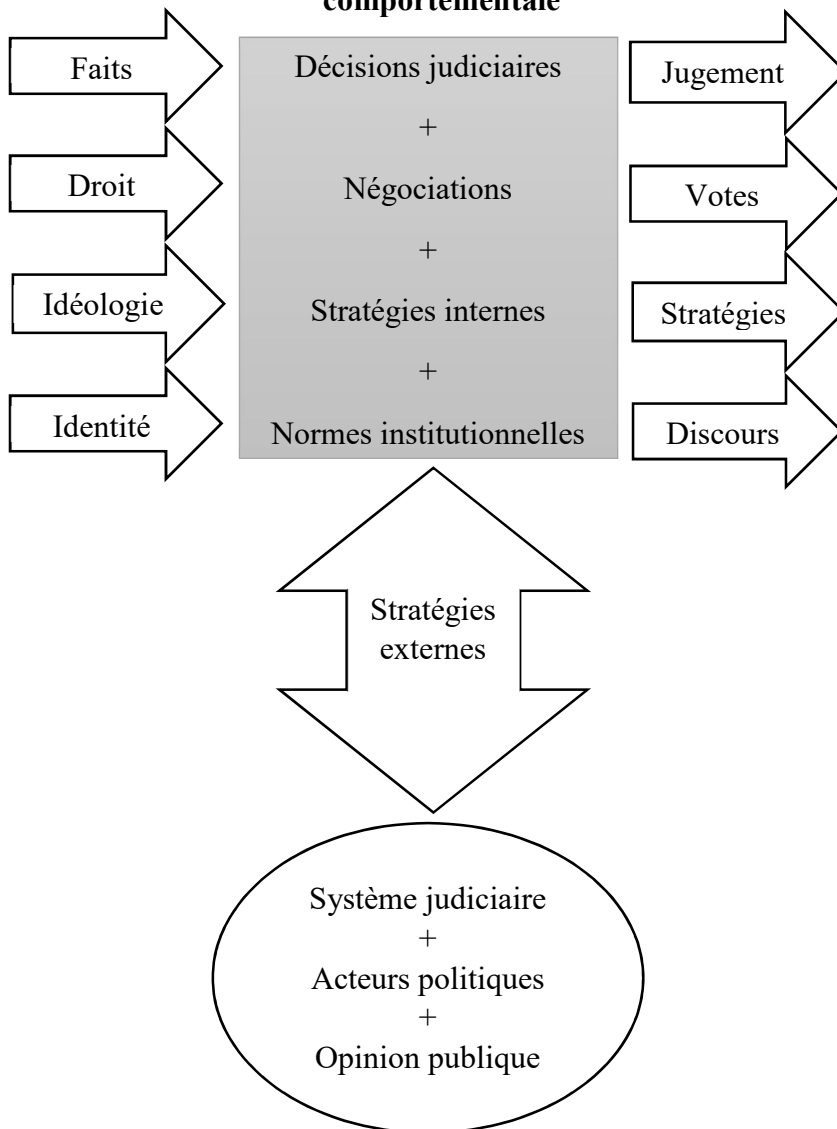 comportementale
Faits
Droit
Idéologie
Identité
Décisions judiciaires
+
Négociations
+
Stratégies internes
+
Normes institutionnelles
Jugement
Votes
Stratégies
Discours
Stratégies
externes
Système judiciaire
+
Acteurs politiques
+
Opinion publique